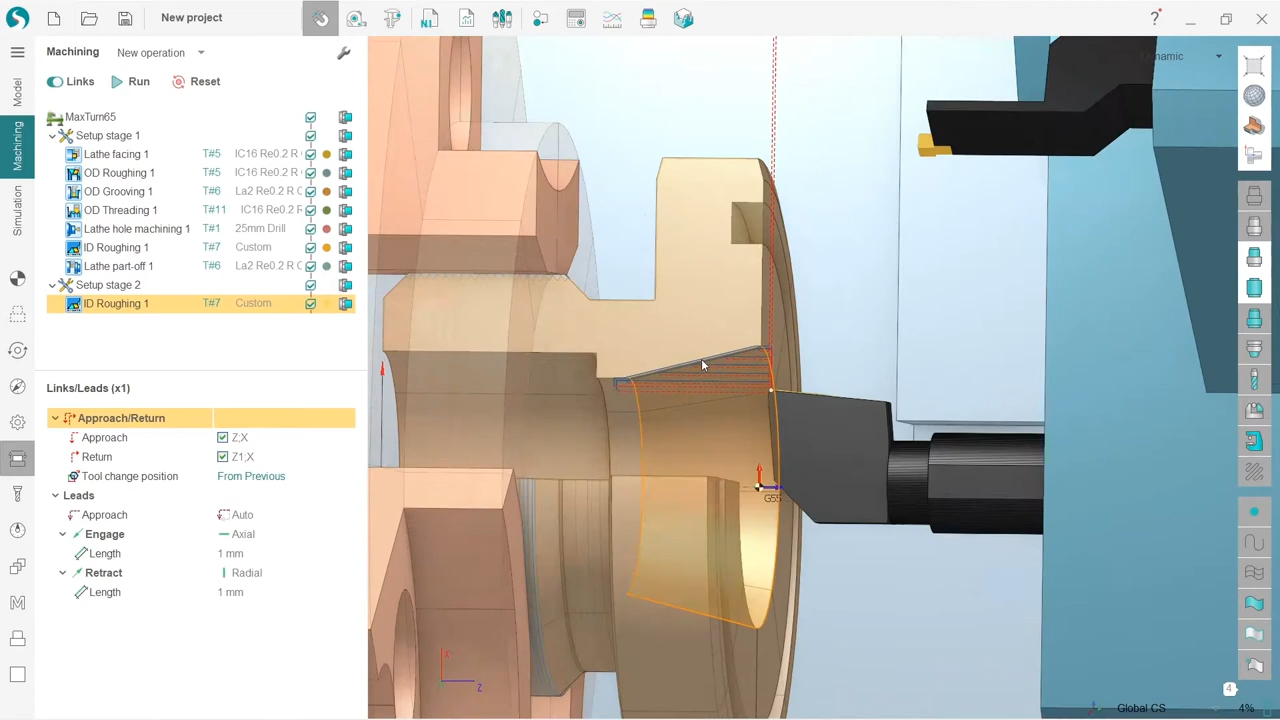 New project
?
Machining
New operation
Dynamic
Links
Run
Reset
Model
Machining
Simulation
MaxTurn65
Setup stage 1
Lathe facing 1 T#5 IC16 Re0.2 R
OD Roughing 1 T#5 IC16 Re0.2 R
OD Grooving 1 T#6 La2 Re0.2 R C
OD Threading 1 T#11 IC16 Re0.2 R
Lathe hole machining 1 T#1 25mm Drill
ID Roughing 1 T#7 Custom
Lathe part-off 1 T#6 La2 Re0.2 R C
Setup stage 2
ID Roughing 1 T#7 Custom
Links/Leads (x1)
Approach/Return
Approach Z;X
Return Z1;X
Tool change position From Previous
Leads
Approach Auto
Engage Axial
Length 1 mm
Retract Radial
Length 1 mm
X
Z
4
Global CS 4%